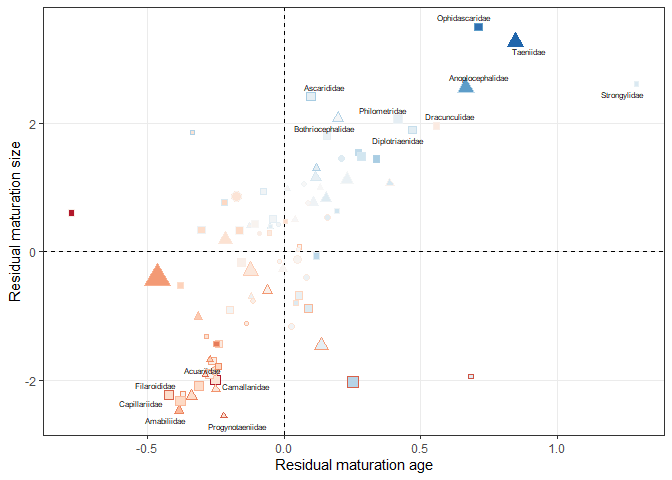 Ophidascaridae
Taeniidae
Anoplocephalidae
Ascarididae
Strongylidae
Philometridae
Dracunculidae
Bothriocephalidae
Diplotriaenidae
2
0
-2
Residual maturation size
Acuariidae
Filaroididae
Camallanidae
Capillariidae
Amabiliidae
Progynotaeniidae
-0.5
0.0
0.5
1.0
Residual maturation age